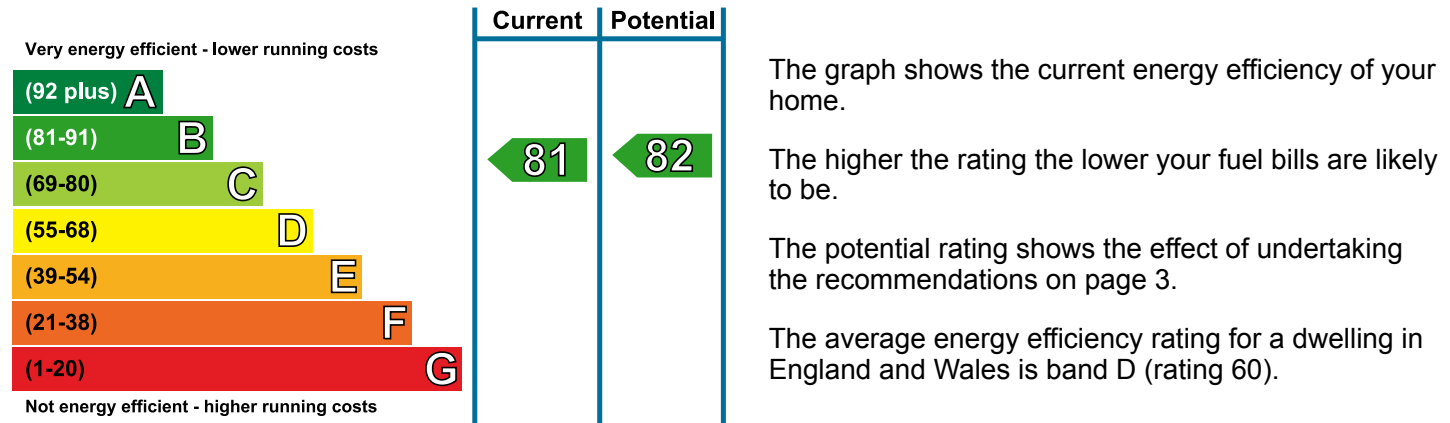 Current Potential
Very energy efficient - lower running costs
(92 plus) A
(81-91) B
(69-80) C
(55-68) D
(39-54) E
(21-38) F
(1-20) G
Not energy efficient - higher running costs
81
82
The graph shows the current energy efficiency of your
home.
The higher the rating the lower your fuel bills are likely
to be.
The potential rating shows the effect of undertaking
the recommendations on page 3.
The average energy efficiency rating for a dwelling in
England and Wales is band D (rating 60).